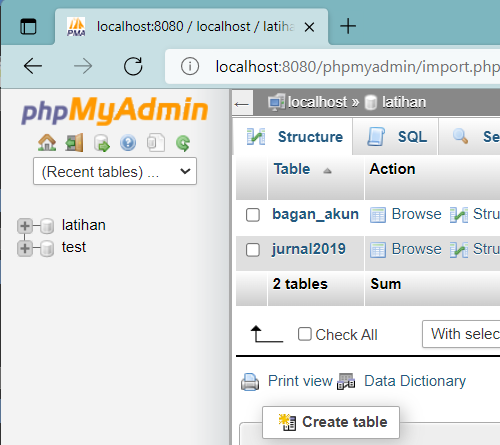 localhost:8080 / localhost / latiha
localhost:8080/phpmyadmin/import.php
phpMyAdmin
(Recent tables) ...
latihan
test
localhost » latihan
Structure SQL Se
Table Action
bagan_akun Browse Stru
jurnal2019 Browse Stru
2 tables Sum
Check All With selec
Print view Data Dictionary
Create table